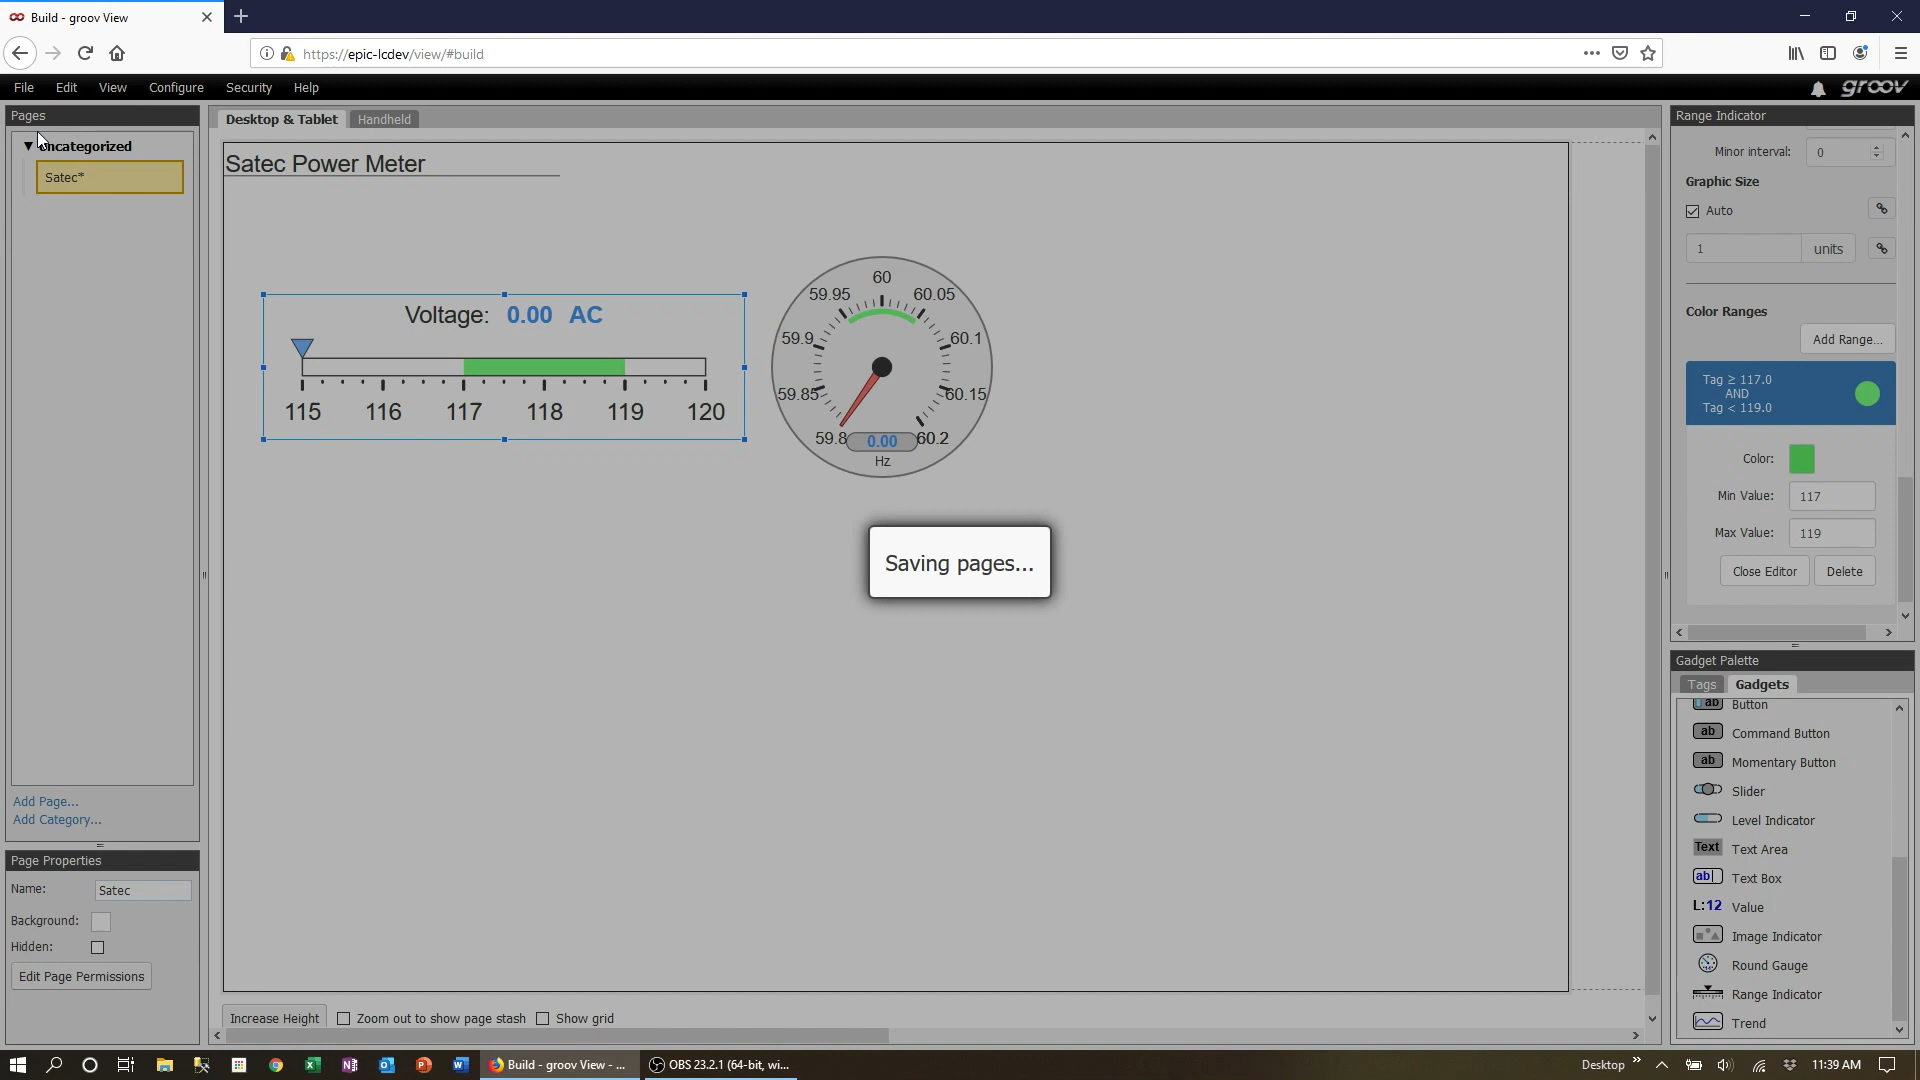 Build - groov View
https://epic-lcdev/view/#build
File Edit View Configure Security Help
groov
Pages
Uncategorized
Satec*
Add Page...
Add Category...
Page Properties
Name: Satec
Background:
Hidden:
Edit Page Permissions
Desktop & Tablet Handheld
Satec Power Meter
Voltage: 0.00 AC
115 116 117 118 119 120
60
59.95 60.05
59.9 60.1
59.85 60.15
59.8 0.00 60.2
Hz
Saving pages...
Increase Height Zoom out to show page stash Show grid
Range Indicator
Minor interval: 0
Graphic Size
Auto
1 units
Color Ranges
Add Range...
Tag ≥ 117.0
AND
Tag < 119.0
Color:
Min Value: 117
Max Value: 119
Close Editor Delete
Gadget Palette
Tags Gadgets
ab Button
ab Command Button
ab Momentary Button
Slider
Level Indicator
Text Text Area
ab Text Box
L:12 Value
Image Indicator
Round Gauge
Range Indicator
Trend
Build - groov View - ...
OBS 23.2.1 (64-bit, wi...
Desktop
11:39 AM